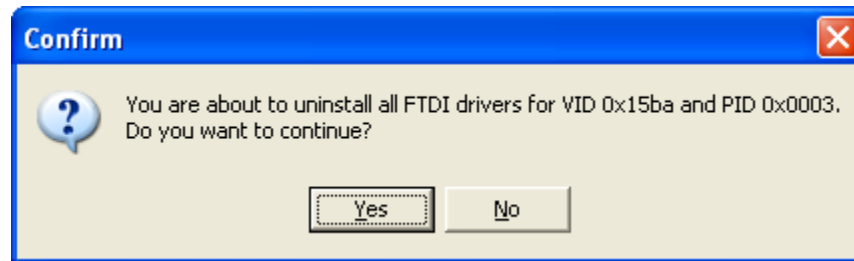 Confirm
You are about to uninstall all FTDI drivers for VID 0x15ba and PID 0x0003.
Do you want to continue?
Yes
No